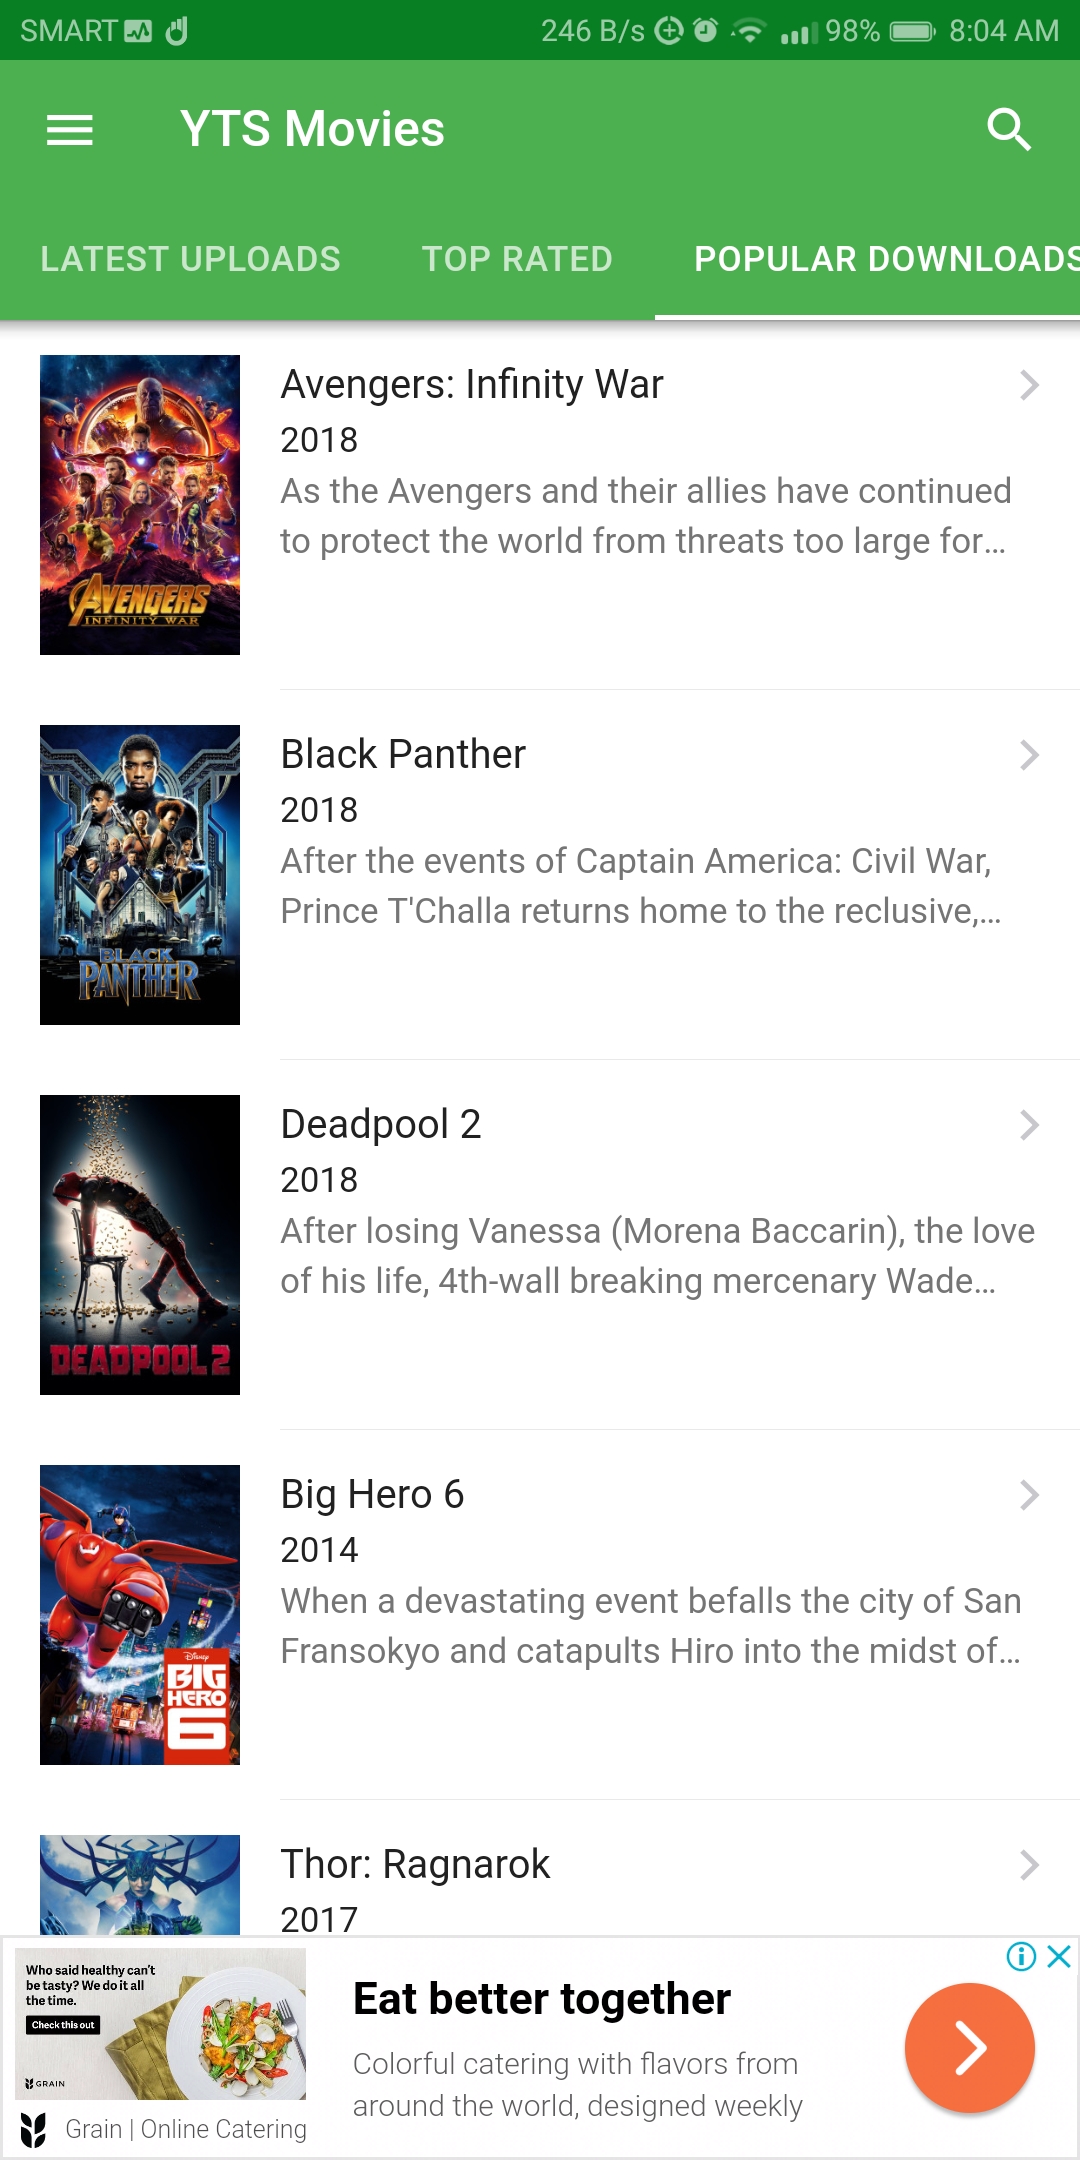 SMART 246 B/s 98% 8:04 AM
YTS Movies
LATEST UPLOADS TOP RATED POPULAR DOWNLOADS
Avengers: Infinity War
2018
As the Avengers and their allies have continued
to protect the world from threats too large for...
AVENGERS
INFINITY WAR
Black Panther
2018
After the events of Captain America: Civil War,
Prince T'Challa returns home to the reclusive,...
BLACK
PANTHER
Deadpool 2
2018
After losing Vanessa (Morena Baccarin), the love
of his life, 4th-wall breaking mercenary Wade...
DEADPOOL 2
Big Hero 6
2014
When a devastating event befalls the city of San
Fransokyo and catapults Hiro into the midst of...
Disney
BIG
HERO
6
Thor: Ragnarok
2017
Who said healthy can't
be tasty? We do it all
the time.
Check this out
GRAIN
Grain | Online Catering
Eat better together
Colorful catering with flavors from
around the world, designed weekly